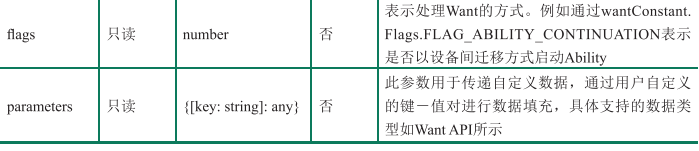 表示处理Want的方式。例如通过wantConstant.
flags 只读 number 否 Flags.FLAG_ABILITY_CONTINUATION表示
是否以设备间迁移方式启动Ability
此参数用于传递自定义数据，通过用户自定义
parameters 只读 {[key: string]: any} 否 的键－值对进行数据填充，具体支持的数据类
型如Want API所示